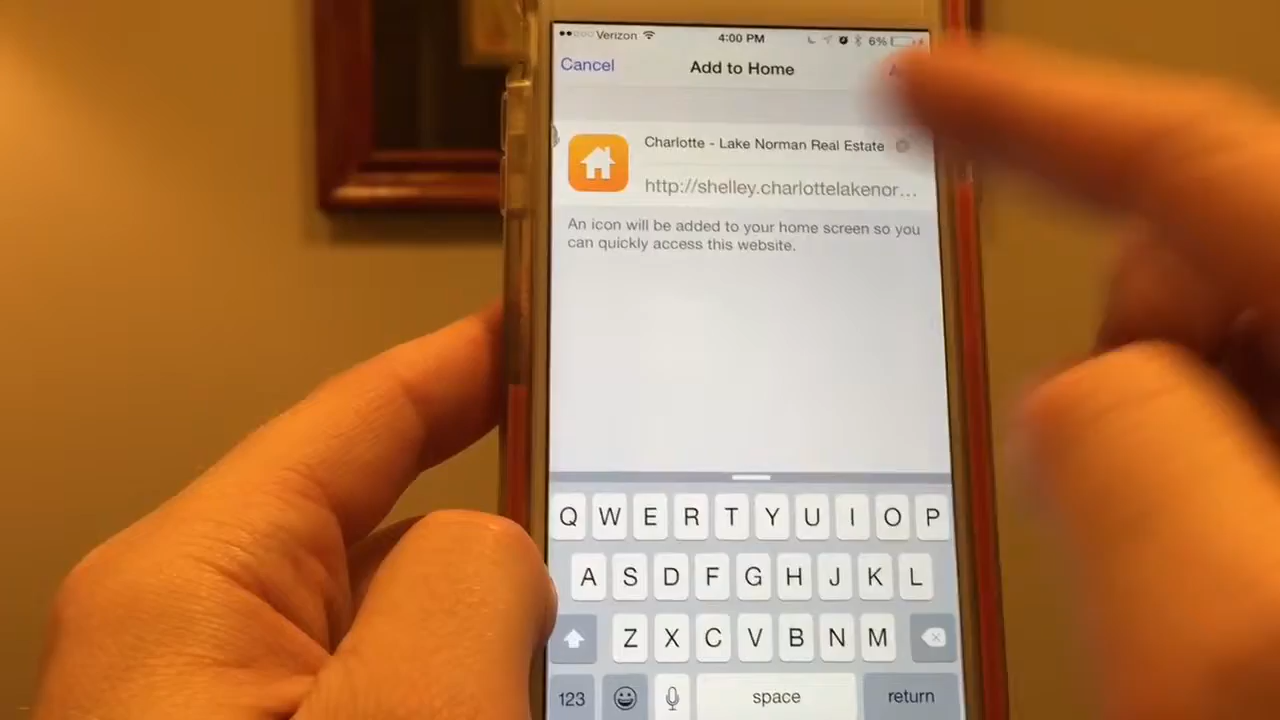 Verizon 4:00 PM 6%
Cancel Add to Home
Charlotte - Lake Norman Real Estate
http://shelley.charlottelakenor...
An icon will be added to your home screen so you
can quickly access this website.
Q W E R T Y U I O P
A S D F G H J K L
Z X C V B N M
123 space return